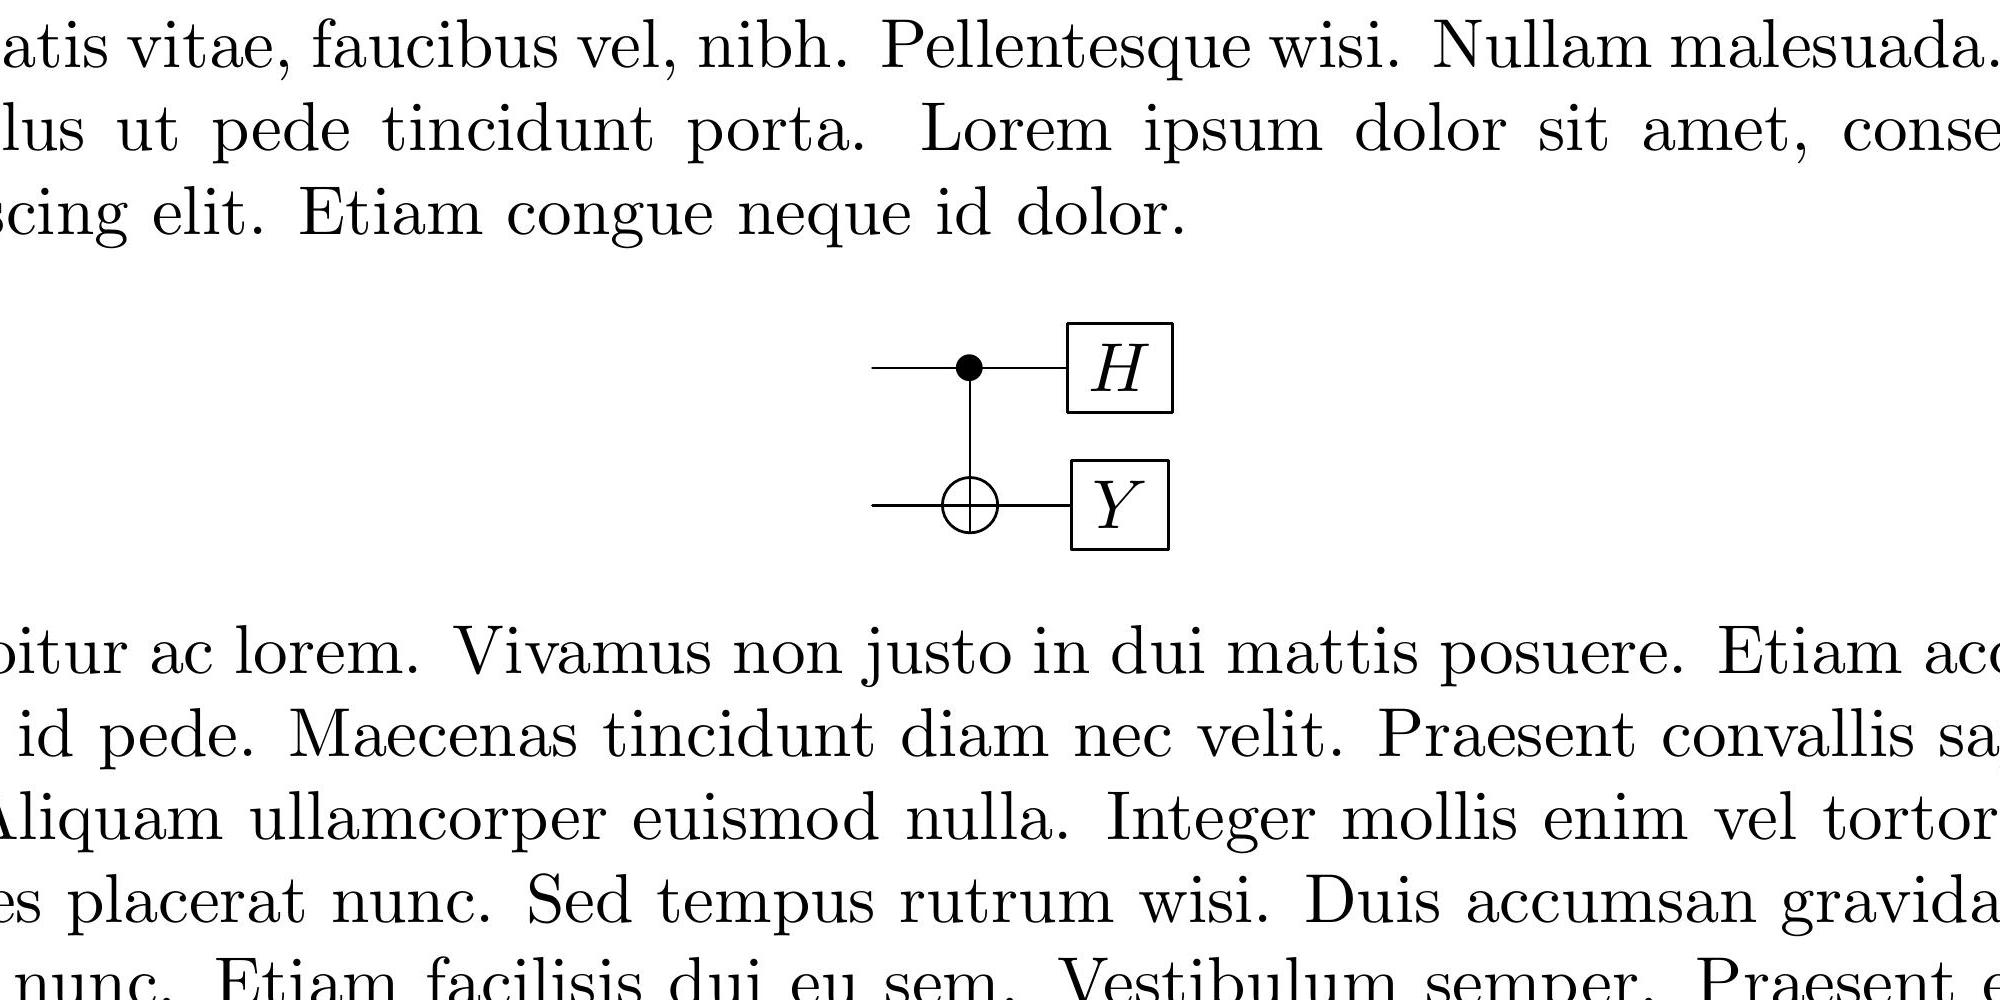 atis vitae, faucibus vel, nibh. Pellentesque wisi. Nullam malesuada.
lus ut pede tincidunt porta. Lorem ipsum dolor sit amet, conse
scing elit. Etiam congue neque id dolor.
H
Y
bitur ac lorem. Vivamus non justo in dui mattis posuere. Etiam acc
id pede. Maecenas tincidunt diam nec velit. Praesent convallis sa
Aliquam ullamcorper euismod nulla. Integer mollis enim vel tortor
es placerat nunc. Sed tempus rutrum wisi. Duis accumsan gravida
nunc. Etiam facilisis dui eu sem. Vestibulum semper. Praesent e